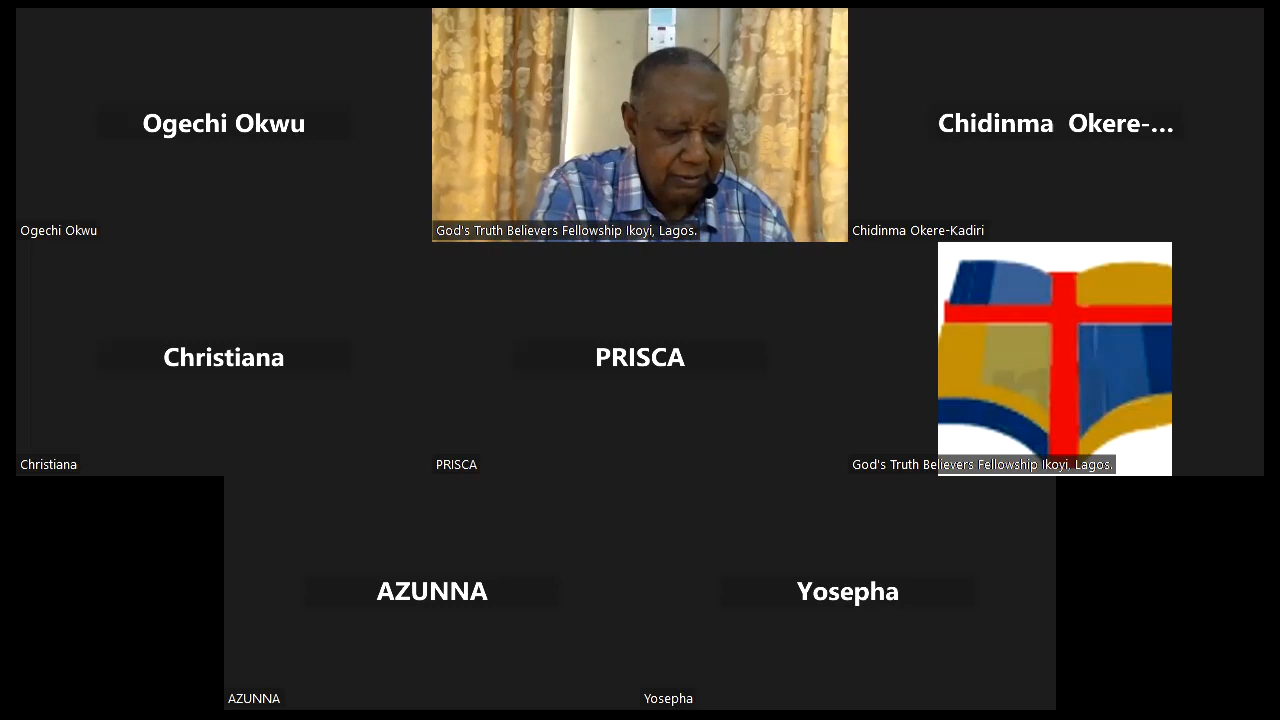 Ogechi Okwu
Ogechi Okwu
God's Truth Believers Fellowship Ikoyi, Lagos.
Chidinma Okere-...
Chidinma Okere-Kadiri
Christiana
Christiana
PRISCA
PRISCA
God's Truth Believers Fellowship Ikoyi, Lagos.
AZUNNA
AZUNNA
Yosepha
Yosepha